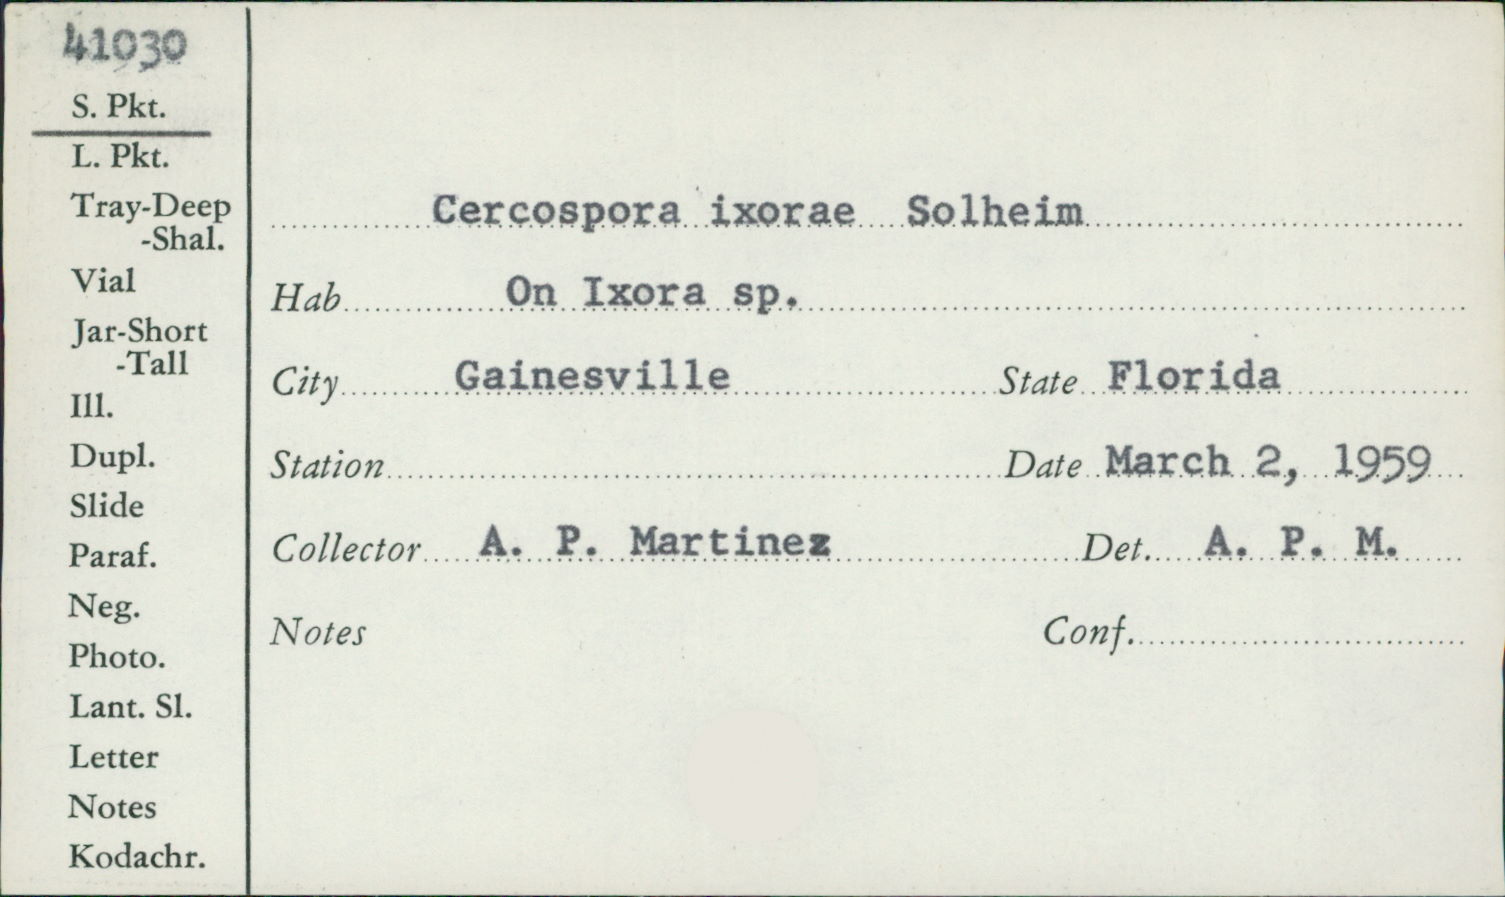 41030
S. Pkt.
L. Pkt.
Tray-Deep
-Shal.
Vial
Jar-Short
-Tall
Ill.
Dupl.
Slide
Paraf.
Neg.
Photo.
Lant. Sl.
Letter
Notes
Kodachr.
Cercospora ixorae Solheim
Hab On Ixora sp.
City Gainesville State Florida
Station Date March 2, 1959
Collector A. P. Martinez Det. A. P. M.
Notes Conf.